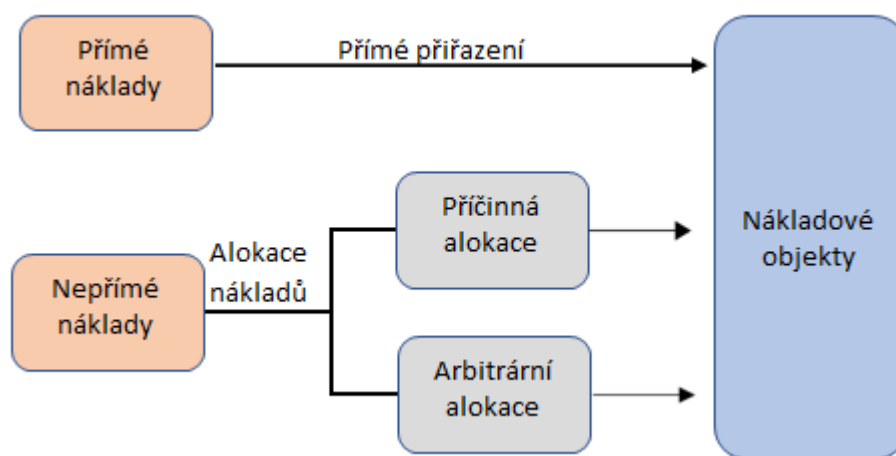 Přímé
náklady
Přímé přiřazení
Příčinná
alokace
Nákladové
objekty
Alokace
nákladů
Nepřímé
náklady
Arbitrární
alokace